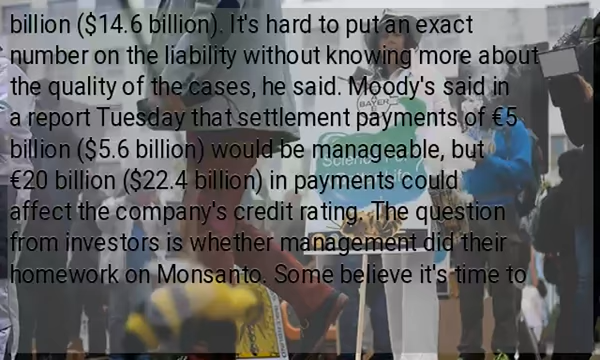 billion ($14.6 billion). It's hard to put an exact
number on the liability without knowing more about
the quality of the cases, he said. Moody's said in
a report Tuesday that settlement payments of €5
billion ($5.6 billion) would be manageable, but
€20 billion ($22.4 billion) in payments could
affect the company's credit rating. The question
from investors is whether management did their
homework on Monsanto. Some believe it's time to
BAYER
Science
Life